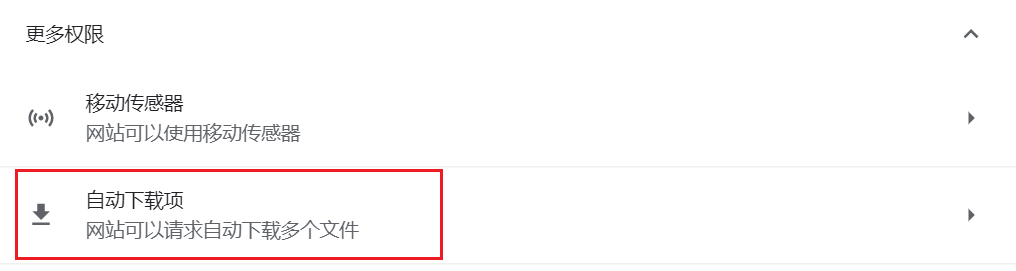 更多权限
移动传感器
网站可以使用移动传感器
自动下载项
网站可以请求自动下载多个文件